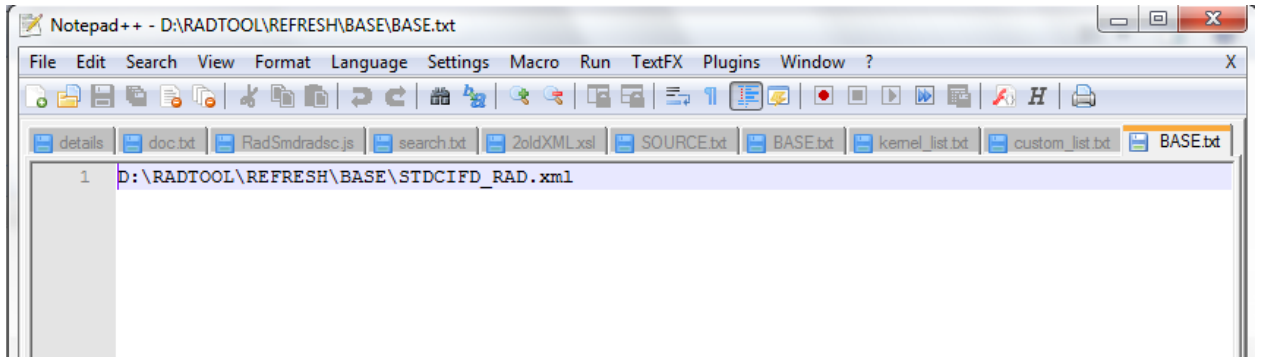 Notepad++ - D:\RADTOOL\REFRESH\BASE\BASE.txt
File Edit Search View Format Language Settings Macro Run TextFX Plugins Window ? X
details doc.txt RadSmdradsc.js search.txt 2oldXML.xsl SOURCE.txt BASE.txt kernel_list.txt custom_list.txt BASE.txt
1 D:\RADTOOL\REFRESH\BASE\STDCIFD_RAD.xml